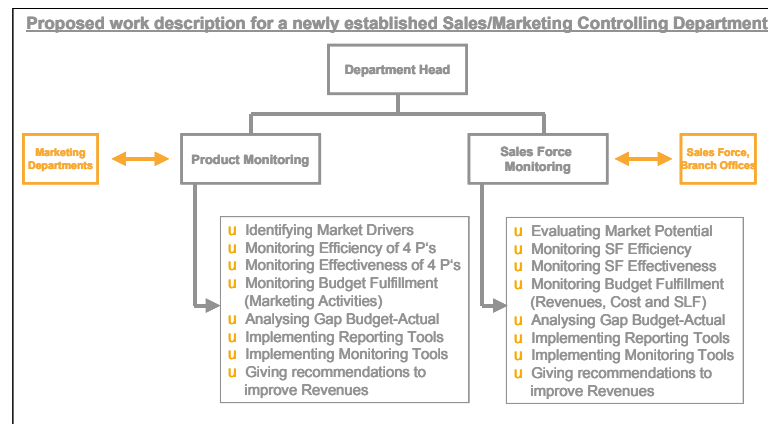 Proposed work description for a newly established Sales/Marketing Controlling Department
Department Head
Marketing
Departments
Product Monitoring
Sales Force
Monitoring
Sales Force,
Branch Offices
u Identifying Market Drivers
u Monitoring Efficiency of 4 P's
u Monitoring Effectiveness of 4 P's
u Monitoring Budget Fulfillment
(Marketing Activities)
u Analysing Gap Budget-Actual
u Implementing Reporting Tools
u Implementing Monitoring Tools
u Giving recommendations to
improve Revenues
u Evaluating Market Potential
u Monitoring SF Efficiency
u Monitoring SF Effectiveness
u Monitoring Budget Fulfillment
(Revenues, Cost and SLF)
u Analysing Gap Budget-Actual
u Implementing Reporting Tools
u Implementing Monitoring Tools
u Giving recommendations to
improve Revenues